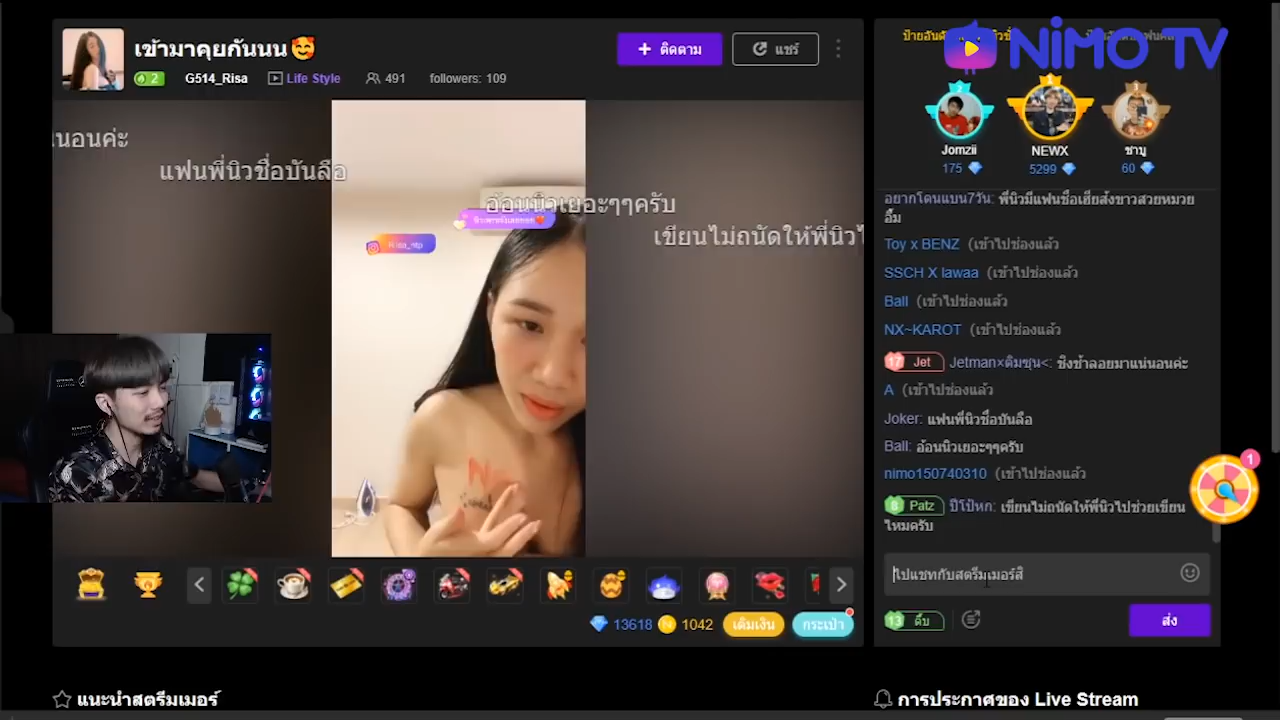 เข้ามาคุยกันนน🥰
2 G514_Risa Life Style 491 followers: 109
+ ติดตาม
แชร์
NiMO TV
Jomzii
175
NEWX
5299
ชาบู
60
แฟนพี่นิวชื่อบันลือ
อ้อนนิวเยอะๆๆครับ
เขียนไม่ถนัดให้พี่นิวไ
อยากโดนแบน7วัน: พี่นิวมีแฟนชือเฮียสั่งขาวสวยหมวย
อึ๋ม
Toy x BENZ (เข้าไปช่องแล้ว
SSCH X lawaa (เข้าไปช่องแล้ว
Ball (เข้าไปช่องแล้ว
NX~KAROT (เข้าไปช่องแล้ว
17 Jet Jetman×ติมชุน<: ชิงช้าลอยมาแน่นอนค่ะ
A (เข้าไปช่องแล้ว
Joker: แฟนพี่นิวชื่อบันลือ
Ball: อ้อนนิวเยอะๆๆครับ
nimo150740310 (เข้าไปช่องแล้ว
8 Patz ปีโป้หก: เขียนไม่ถนัดให้พี่นิวไปช่วยเขียน
ไหมครับ
ไปแชทกับสตรีมเมอร์สิ
13 ดิ๊บ
ส่ง
1
13618 1042 เติมเงิน กระเป๋า
แนะนำสตรีมเมอร์
การประกาศของ Live Stream